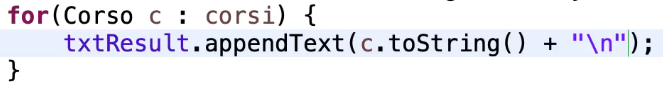 for(Corso c : corsi) {
    txtResult.appendText(c.toString() + "\n");
}